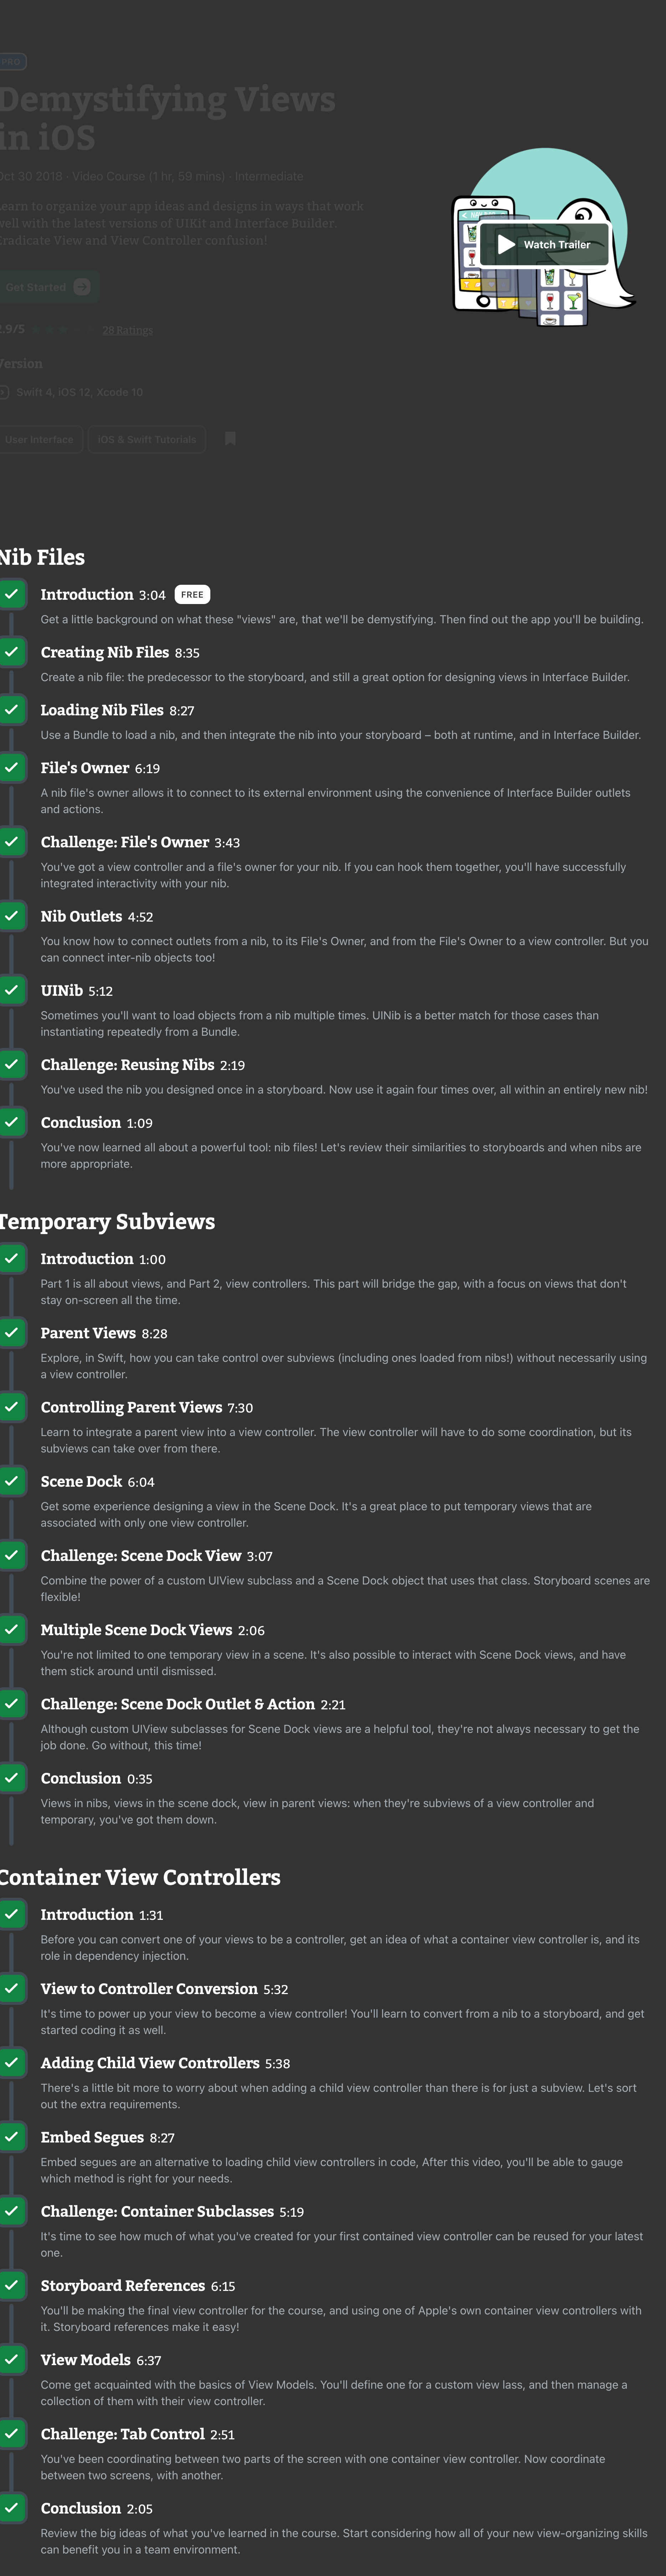 PRO
Demystifying Views
in iOS
Oct 30 2018 · Video Course (1 hr, 59 mins) · Intermediate
Learn to organize your app ideas and designs in ways that work
well with the latest versions of UIKit and Interface Builder.
Eradicate View and View Controller confusion!
Watch Trailer
Get Started
2.9/5 28 Ratings
Version
Swift 4, iOS 12, Xcode 10
User Interface iOS & Swift Tutorials
Nib Files
Introduction 3:04 FREE
Get a little background on what these "views" are, that we'll be demystifying. Then find out the app you'll be building.
Creating Nib Files 8:35
Create a nib file: the predecessor to the storyboard, and still a great option for designing views in Interface Builder.
Loading Nib Files 8:27
Use a Bundle to load a nib, and then integrate the nib into your storyboard – both at runtime, and in Interface Builder.
File's Owner 6:19
A nib file's owner allows it to connect to its external environment using the convenience of Interface Builder outlets
and actions.
Challenge: File's Owner 3:43
You've got a view controller and a file's owner for your nib. If you can hook them together, you'll have successfully
integrated interactivity with your nib.
Nib Outlets 4:52
You know how to connect outlets from a nib, to its File's Owner, and from the File's Owner to a view controller. But you
can connect inter-nib objects too!
UINib 5:12
Sometimes you'll want to load objects from a nib multiple times. UINib is a better match for those cases than
instantiating repeatedly from a Bundle.
Challenge: Reusing Nibs 2:19
You've used the nib you designed once in a storyboard. Now use it again four times over, all within an entirely new nib!
Conclusion 1:09
You've now learned all about a powerful tool: nib files! Let's review their similarities to storyboards and when nibs are
more appropriate.
Temporary Subviews
Introduction 1:00
Part 1 is all about views, and Part 2, view controllers. This part will bridge the gap, with a focus on views that don't
stay on-screen all the time.
Parent Views 8:28
Explore, in Swift, how you can take control over subviews (including ones loaded from nibs!) without necessarily using
a view controller.
Controlling Parent Views 7:30
Learn to integrate a parent view into a view controller. The view controller will have to do some coordination, but its
subviews can take over from there.
Scene Dock 6:04
Get some experience designing a view in the Scene Dock. It's a great place to put temporary views that are
associated with only one view controller.
Challenge: Scene Dock View 3:07
Combine the power of a custom UIView subclass and a Scene Dock object that uses that class. Storyboard scenes are
flexible!
Multiple Scene Dock Views 2:06
You're not limited to one temporary view in a scene. It's also possible to interact with Scene Dock views, and have
them stick around until dismissed.
Challenge: Scene Dock Outlet & Action 2:21
Although custom UIView subclasses for Scene Dock views are a helpful tool, they're not always necessary to get the
job done. Go without, this time!
Conclusion 0:35
Views in nibs, views in the scene dock, view in parent views: when they're subviews of a view controller and
temporary, you've got them down.
Container View Controllers
Introduction 1:31
Before you can convert one of your views to be a controller, get an idea of what a container view controller is, and its
role in dependency injection.
View to Controller Conversion 5:32
It's time to power up your view to become a view controller! You'll learn to convert from a nib to a storyboard, and get
started coding it as well.
Adding Child View Controllers 5:38
There's a little bit more to worry about when adding a child view controller than there is for just a subview. Let's sort
out the extra requirements.
Embed Segues 8:27
Embed segues are an alternative to loading child view controllers in code, After this video, you'll be able to gauge
which method is right for your needs.
Challenge: Container Subclasses 5:19
It's time to see how much of what you've created for your first contained view controller can be reused for your latest
one.
Storyboard References 6:15
You'll be making the final view controller for the course, and using one of Apple's own container view controllers with
it. Storyboard references make it easy!
View Models 6:37
Come get acquainted with the basics of View Models. You'll define one for a custom view lass, and then manage a
collection of them with their view controller.
Challenge: Tab Control 2:51
You've been coordinating between two parts of the screen with one container view controller. Now coordinate
between two screens, with another.
Conclusion 2:05
Review the big ideas of what you've learned in the course. Start considering how all of your new view-organizing skills
can benefit you in a team environment.